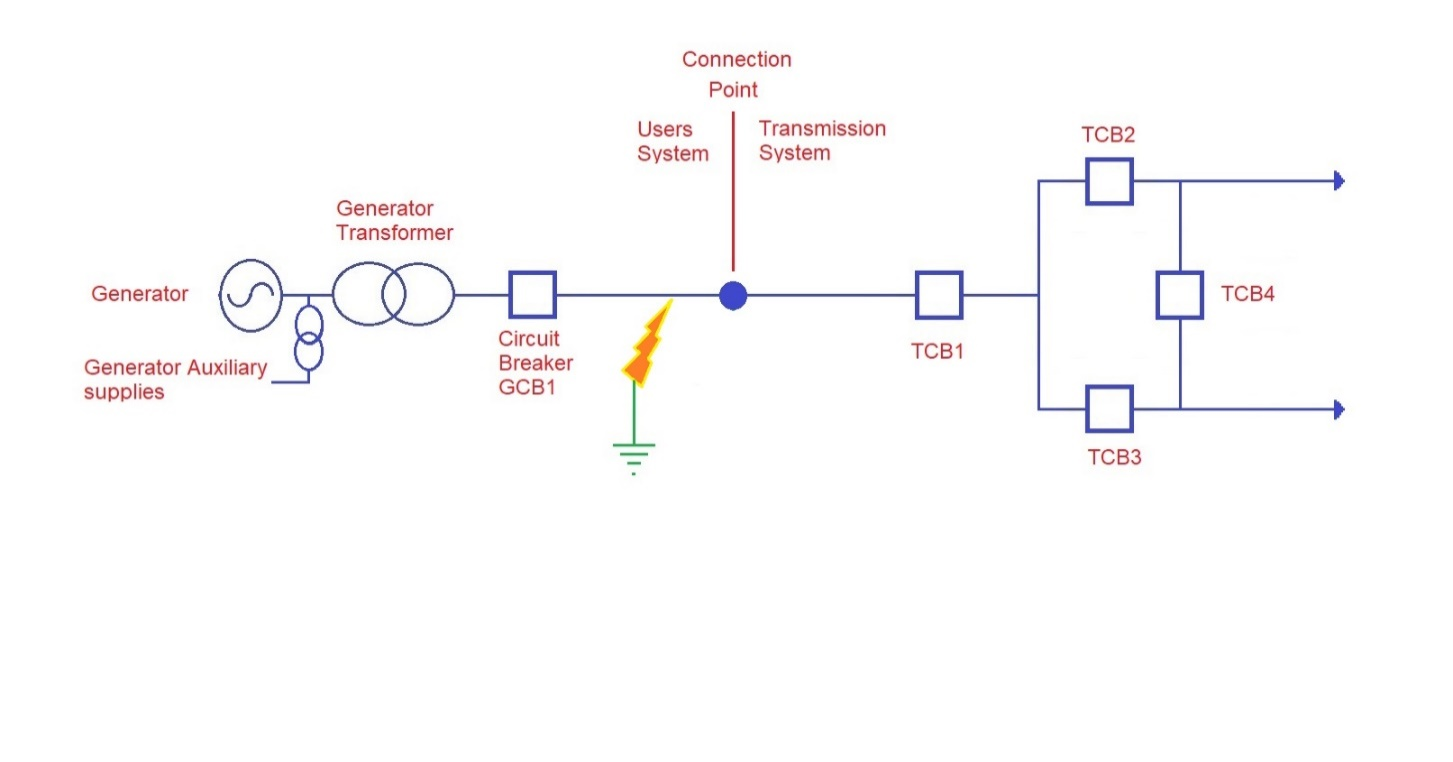 Connection
Point
Users
System
Transmission
System
TCB2
Generator
Transformer
Generator
TCB4
Circuit
Breaker
GCB1
TCB1
Generator Auxiliary
supplies
TCB3